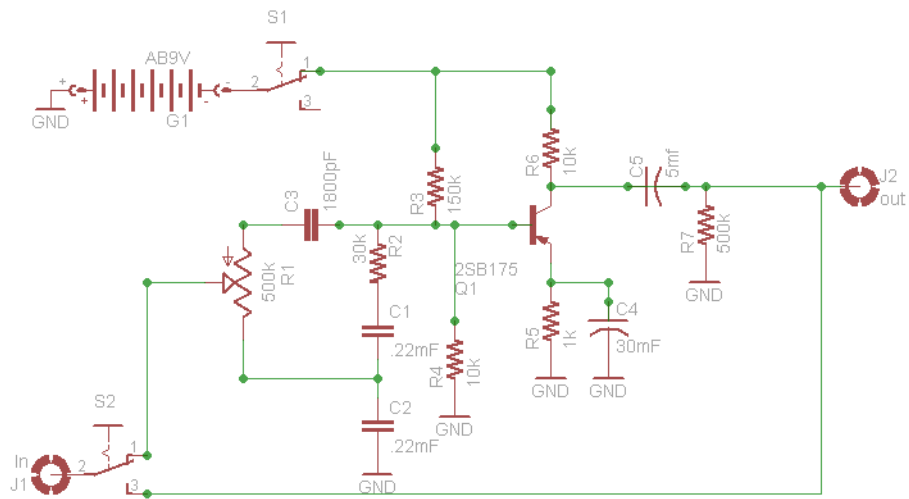 S1
AB9V
2
1
3
+
+
-
-
GND
G1
R6
10k
C5
5mf
J2
out
C3
1800pF
R3
150k
R2
30k
R7
500k
GND
500k
R1
2SB175
Q1
C1
.22mF
R5
1k
C4
30mF
R4
10k
GND
GND
S2
C2
.22mF
GND
In
J1
2
1
3
GND